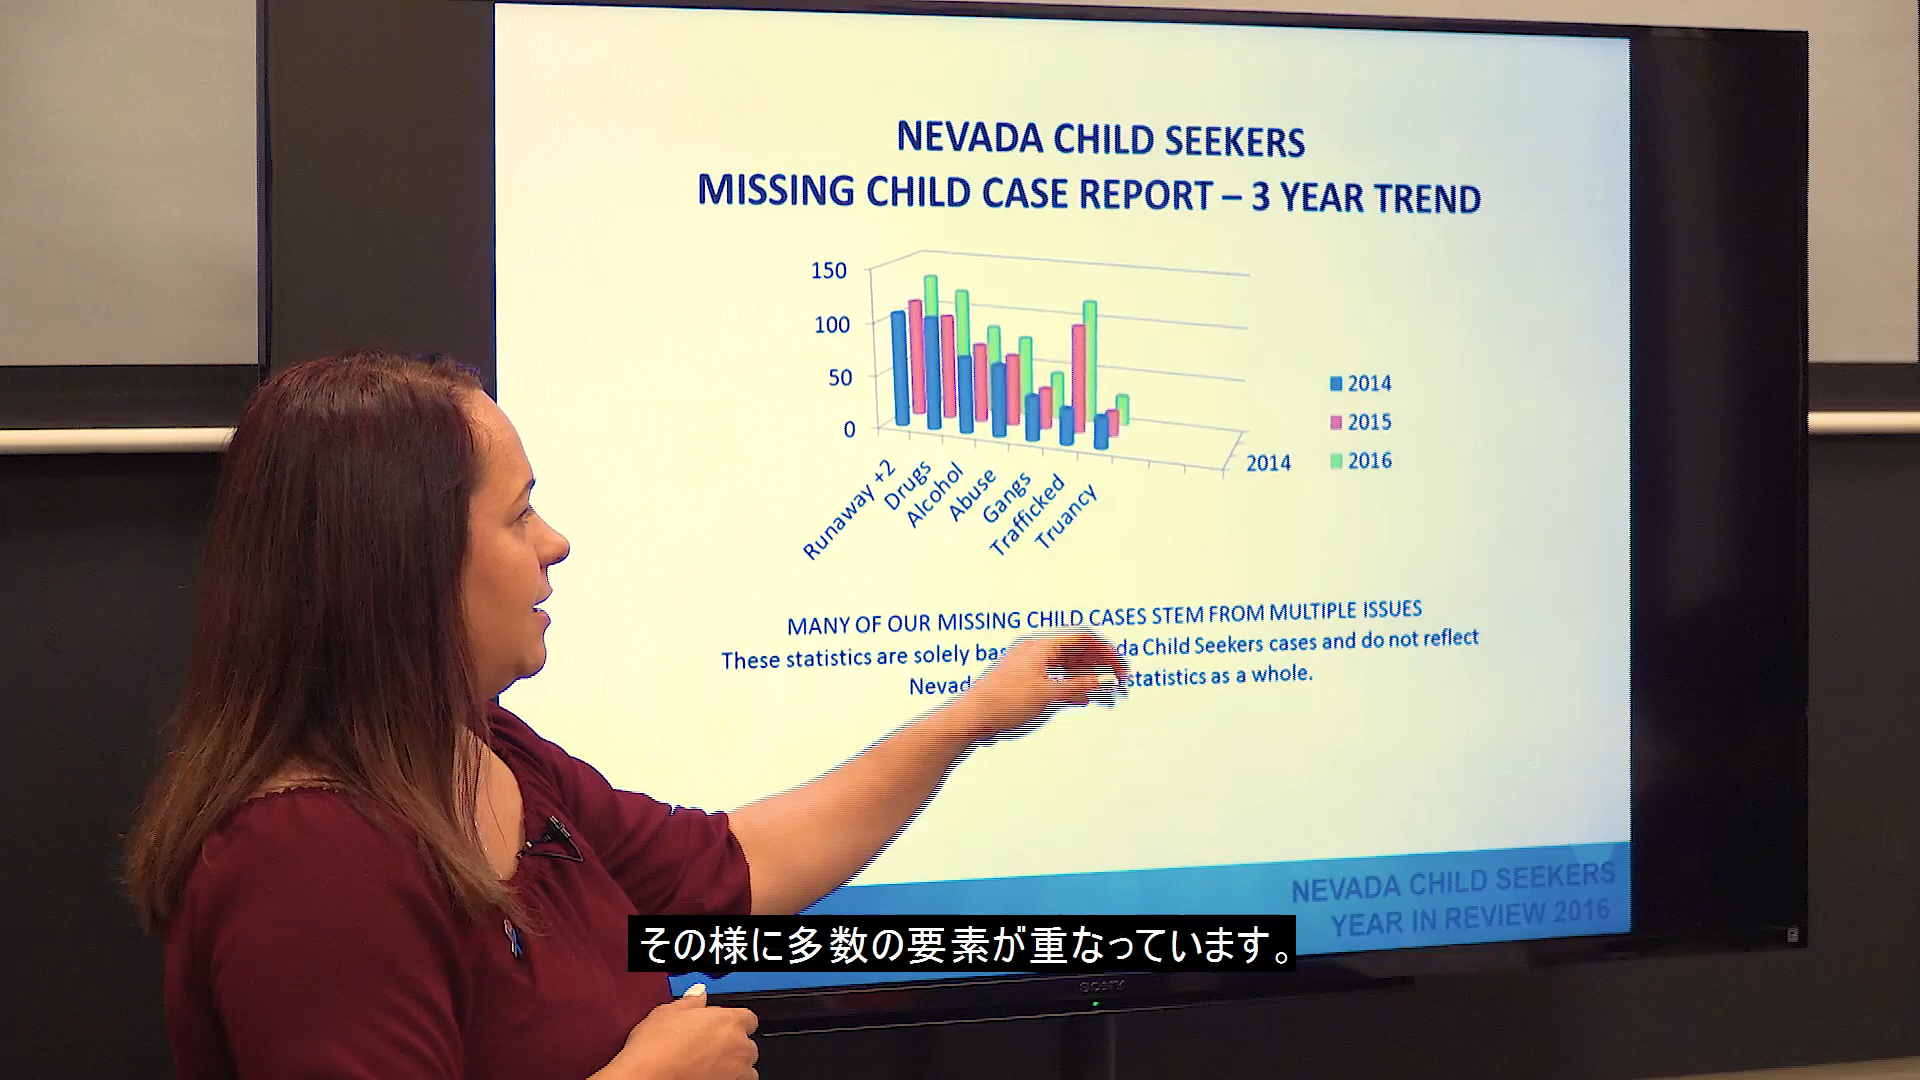 NEVADA CHILD SEEKERS
MISSING CHILD CASE REPORT – 3 YEAR TREND
150
100
50
0
2014
2014
2015
2016
Runaway +2
Drugs
Alcohol
Abuse
Gangs
Trafficked
Truancy
MANY OF OUR MISSING CHILD CASES STEM FROM MULTIPLE ISSUES
These statistics are solely Child Seekers cases and do not reflect
statistics as a whole.
NEVADA CHILD SEEKERS
YEAR IN REVIEW 2016
その様に多数の要素が重なっています。
SONY